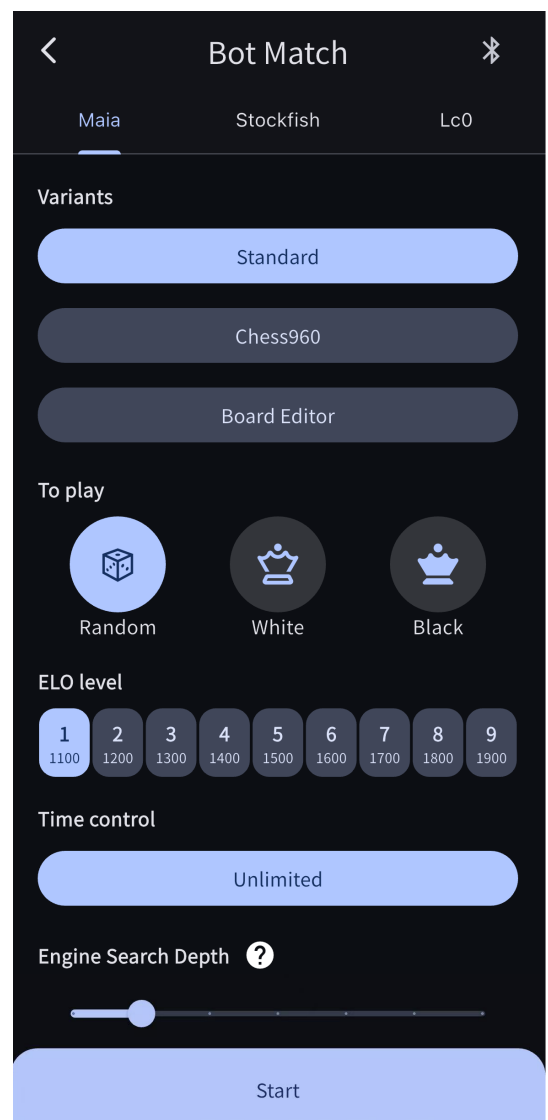 Bot Match
Maia Stockfish Lc0
Variants
Standard
Chess960
Board Editor
To play
Random White Black
ELO level
1 2 3 4 5 6 7 8 9
1100 1200 1300 1400 1500 1600 1700 1800 1900
Time control
Unlimited
Engine Search Depth ?
Start